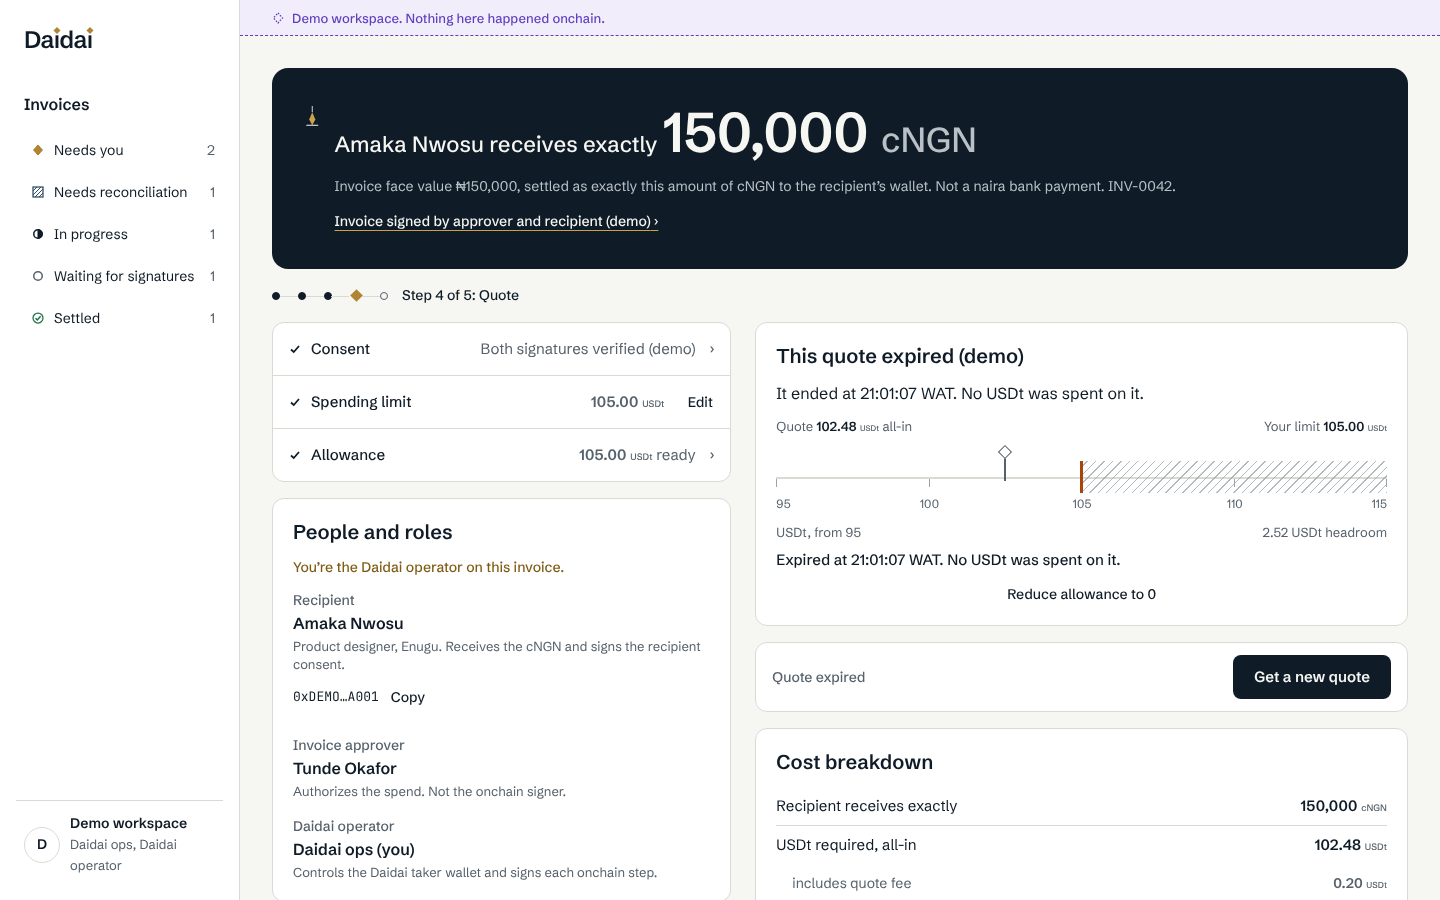 Daidai
Invoices
Needs you 2
Needs reconciliation 1
In progress 1
Waiting for signatures 1
Settled 1
D
Demo workspace
Daidai ops, Daidai
operator
Demo workspace. Nothing here happened onchain.
Amaka Nwosu receives exactly 150,000 cNGN
Invoice face value ₦150,000, settled as exactly this amount of cNGN to the recipient’s wallet. Not a naira bank payment. INV-0042.
Invoice signed by approver and recipient (demo) ›
Step 4 of 5: Quote
Consent Both signatures verified (demo) ›
Spending limit 105.00 USDt Edit
Allowance 105.00 USDt ready ›
People and roles
You’re the Daidai operator on this invoice.
Recipient
Amaka Nwosu
Product designer, Enugu. Receives the cNGN and signs the recipient
consent.
0xDEMO…A001 Copy
Invoice approver
Tunde Okafor
Authorizes the spend. Not the onchain signer.
Daidai operator
Daidai ops (you)
Controls the Daidai taker wallet and signs each onchain step.
This quote expired (demo)
It ended at 21:01:07 WAT. No USDt was spent on it.
Quote 102.48 USDt all-in Your limit 105.00 USDt
95 100 105 110 115
USDt, from 95 2.52 USDt headroom
Expired at 21:01:07 WAT. No USDt was spent on it.
Reduce allowance to 0
Quote expired Get a new quote
Cost breakdown
Recipient receives exactly 150,000 cNGN
USDt required, all-in 102.48 USDt
includes quote fee 0.20 USDt